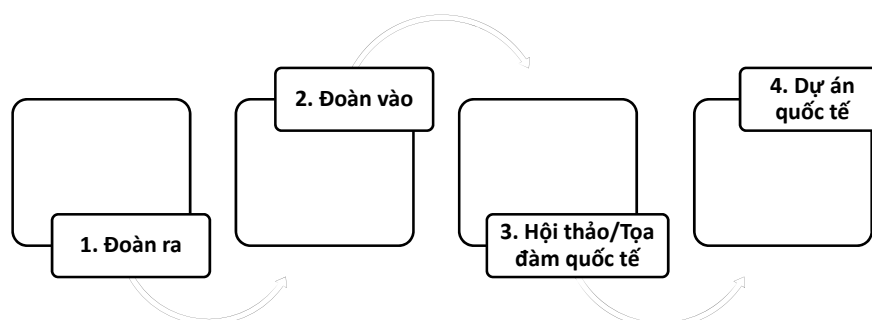 1. Đoàn ra
2. Đoàn vào
3. Hội thảo/Tọa
đàm quốc tế
4. Dự án
quốc tế